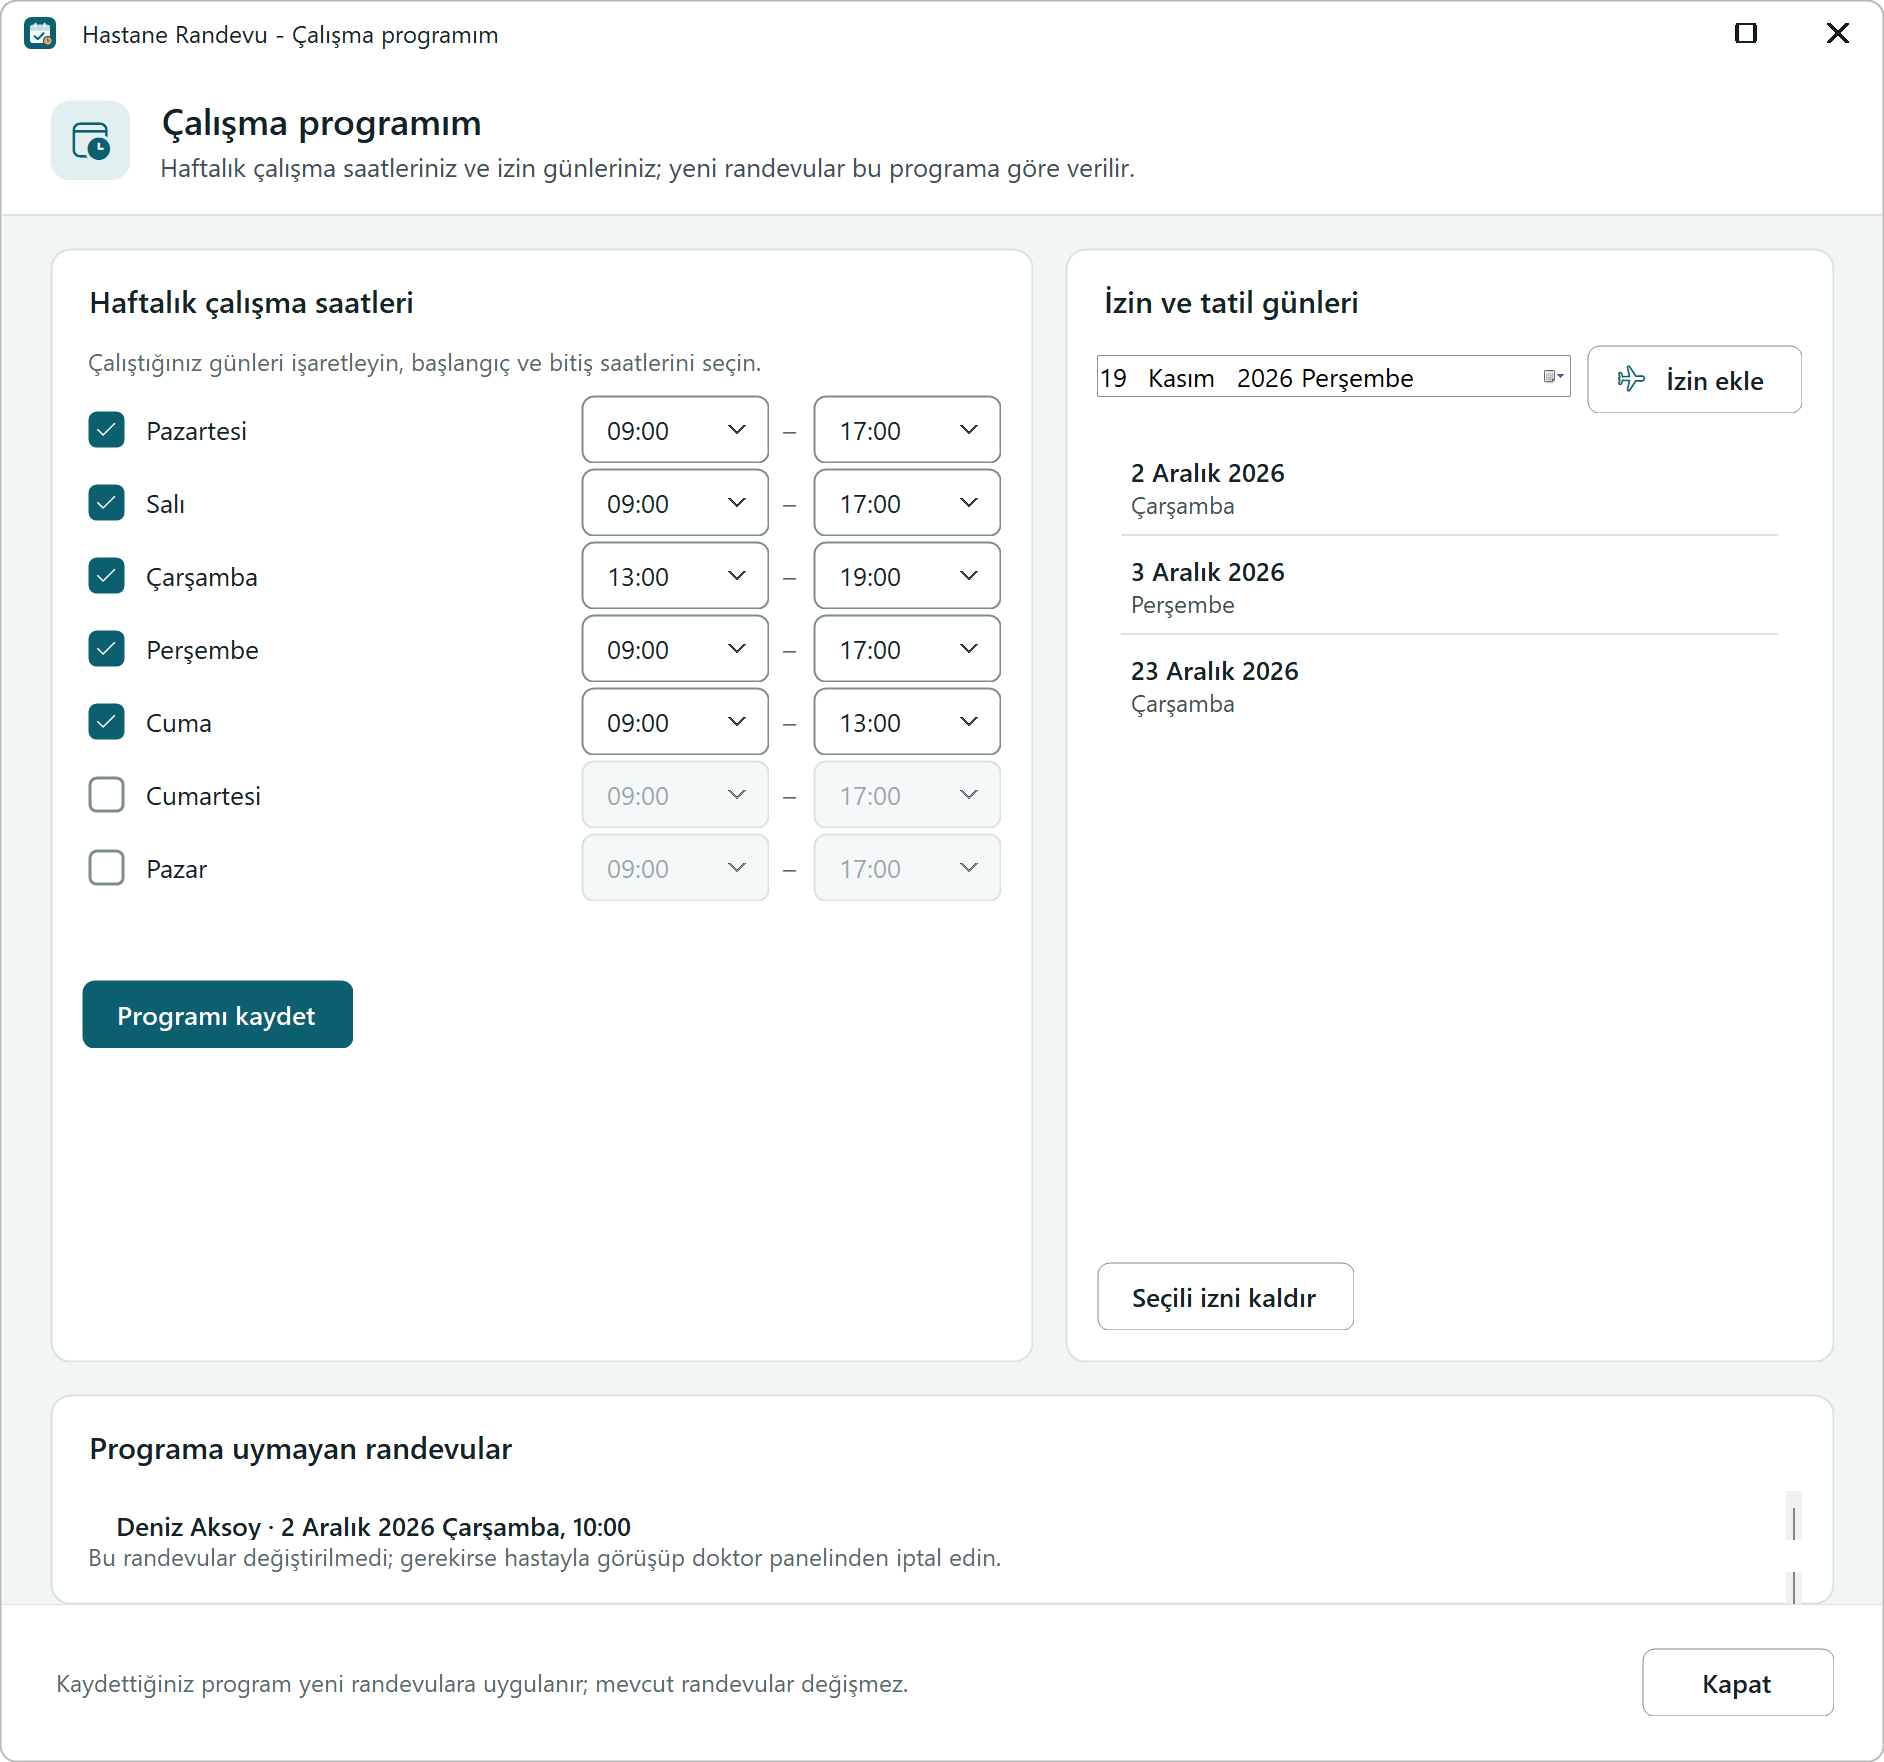 Hastane Randevu - Çalışma programım
Çalışma programım
Haftalık çalışma saatleriniz ve izin günleriniz; yeni randevular bu programa göre verilir.
Haftalık çalışma saatleri
Çalıştığınız günleri işaretleyin, başlangıç ve bitiş saatlerini seçin.
Pazartesi 09:00 – 17:00
Salı 09:00 – 17:00
Çarşamba 13:00 – 19:00
Perşembe 09:00 – 17:00
Cuma 09:00 – 13:00
Cumartesi 09:00 – 17:00
Pazar 09:00 – 17:00
Programı kaydet
İzin ve tatil günleri
19 Kasım 2026 Perşembe
İzin ekle
2 Aralık 2026
Çarşamba
3 Aralık 2026
Perşembe
23 Aralık 2026
Çarşamba
Seçili izni kaldır
Programa uymayan randevular
Deniz Aksoy · 2 Aralık 2026 Çarşamba, 10:00
Bu randevular değiştirilmedi; gerekirse hastayla görüşüp doktor panelinden iptal edin.
Kaydettiğiniz program yeni randevulara uygulanır; mevcut randevular değişmez.
Kapat